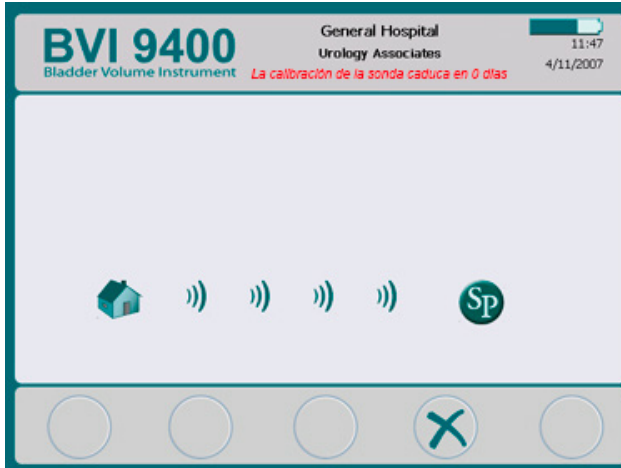 BVI 9400
Bladder Volume Instrument
General Hospital
Urology Associates
La calibración de la sonda caduca en 0 días
11:47
4/11/2007
SP